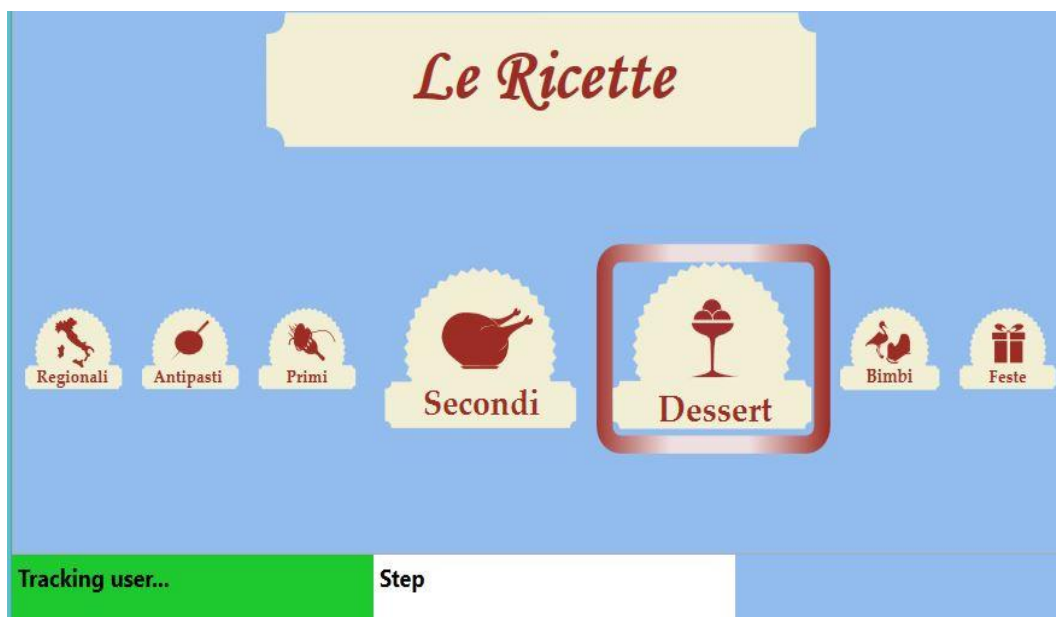 Le Ricette
Regionali
Antipasti
Primi
Secondi
Dessert
Bimbi
Feste
Tracking user...
Step